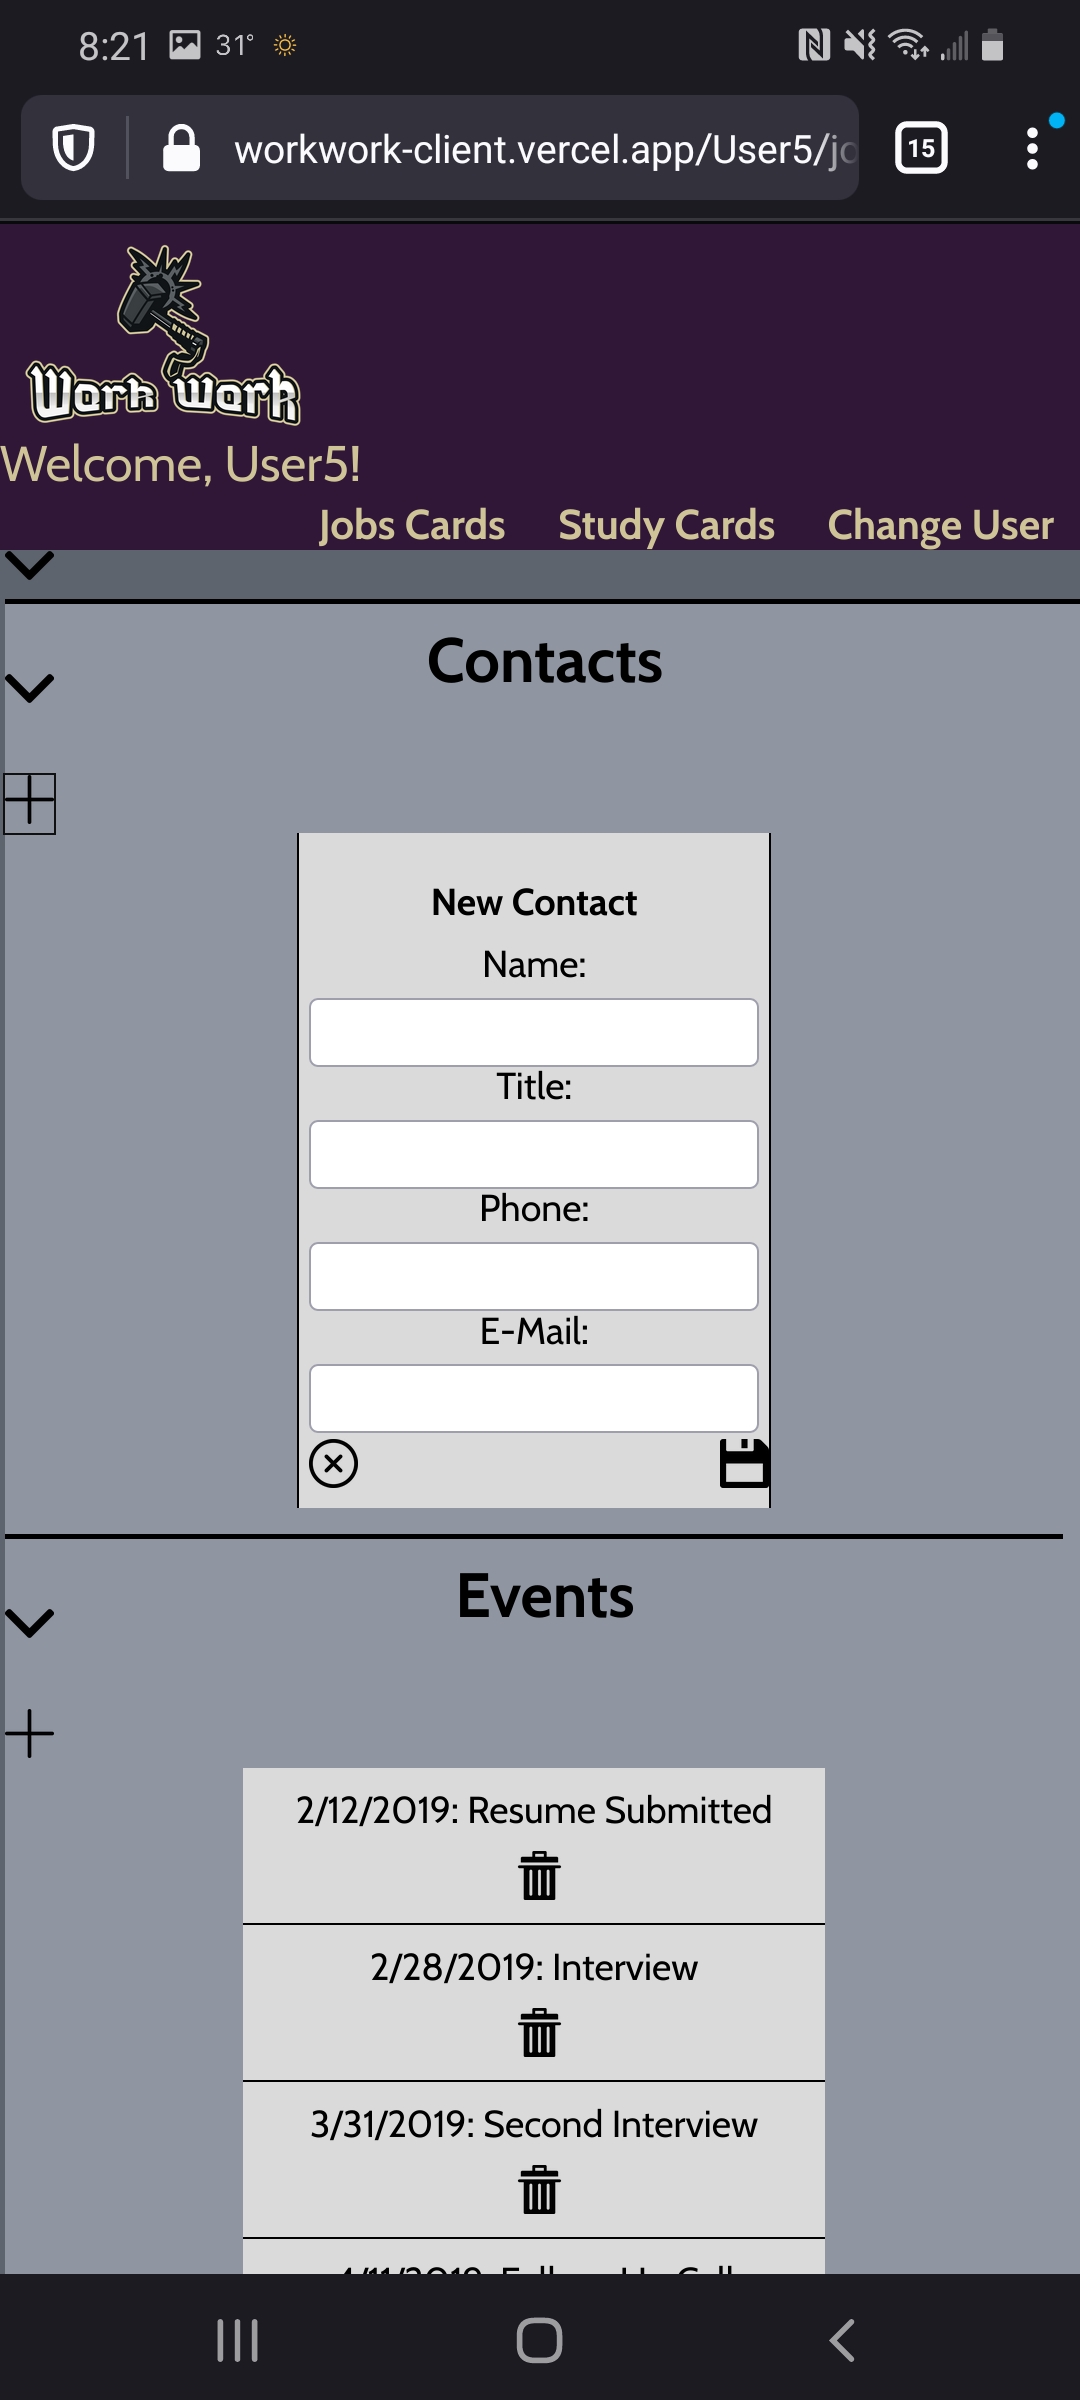 8:21 31°
workwork-client.vercel.app/User5/jo
15
Work Work
Welcome, User5!
Jobs Cards Study Cards Change User
Contacts
New Contact
Name:
Title:
Phone:
E-Mail:
Events
2/12/2019: Resume Submitted
2/28/2019: Interview
3/31/2019: Second Interview